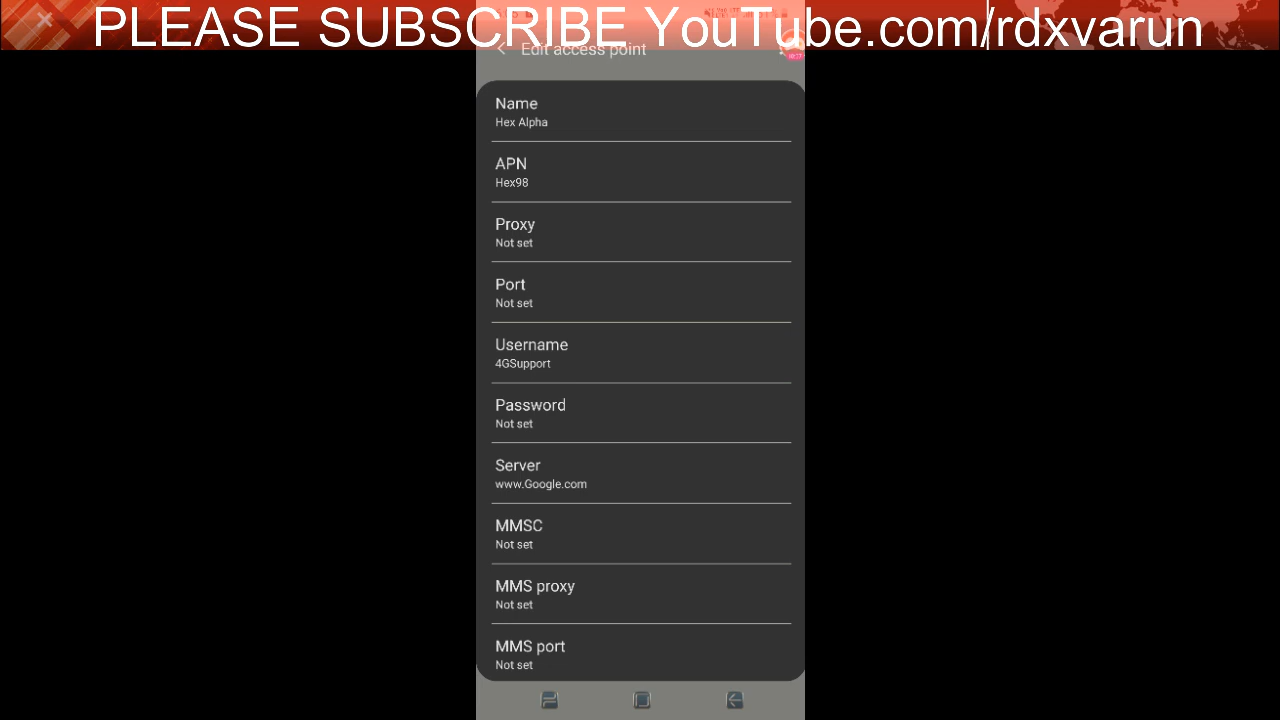 PLEASE SUBSCRIBE YouTube.com/rdxvarun
Edit access point
Name
Hex Alpha
APN
Hex98
Proxy
Not set
Port
Not set
Username
4GSupport
Password
Not set
Server
www.Google.com
MMSC
Not set
MMS proxy
Not set
MMS port
Not set